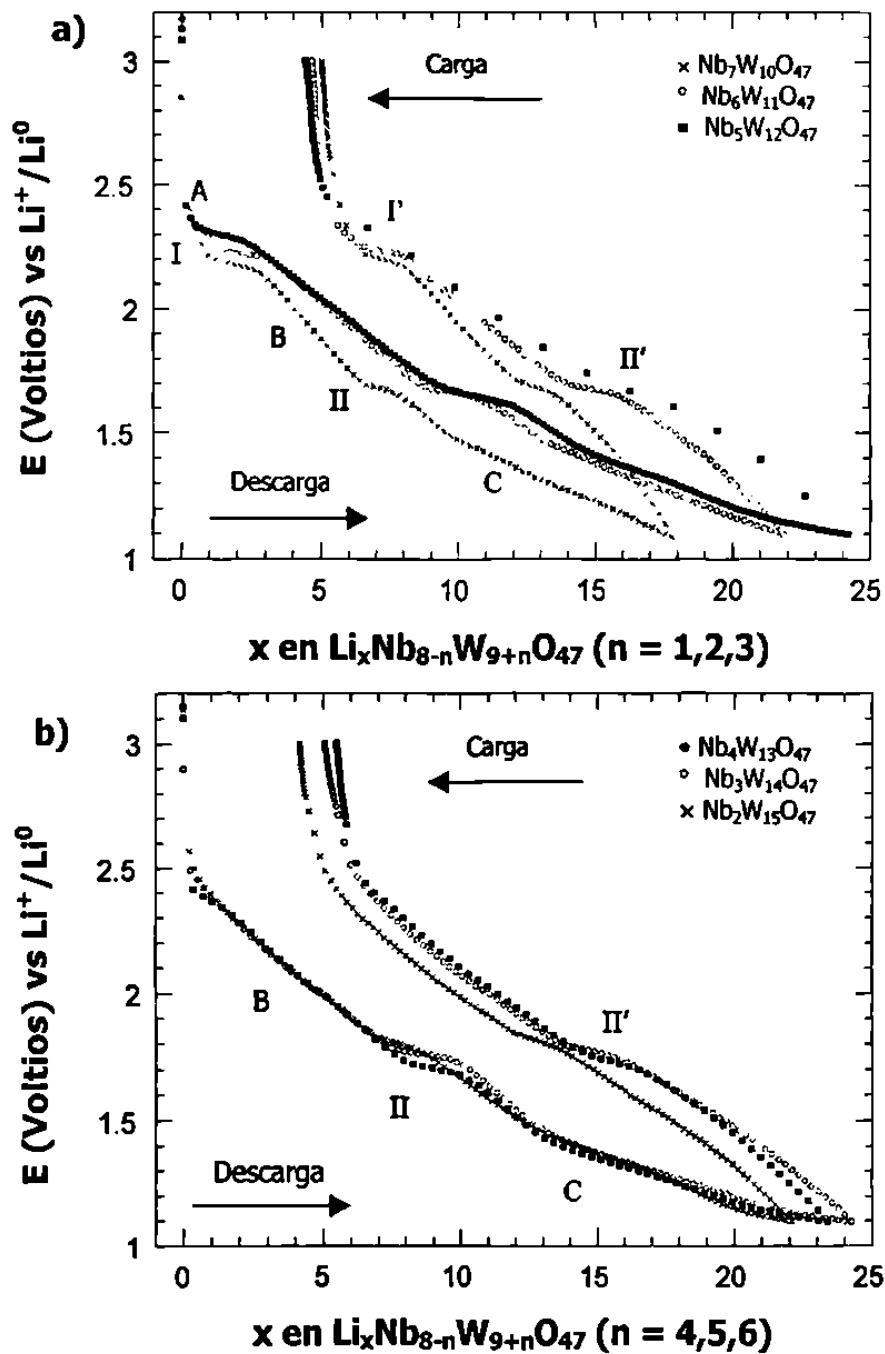 a)
3
2.5
2
1.5
1
E (Voltios) vs Li⁺/Li⁰
Carga
× Nb₇W₁₀O₄₇
○ Nb₆W₁₁O₄₇
■ Nb₅W₁₂O₄₇
A
I
I'
B
II
II'
C
Descarga
0 5 10 15 20 25
x en LiₓNb₈₋ₙW₉₊ₙO₄₇ (n = 1,2,3)
b)
3
2.5
2
1.5
1
E (Voltios) vs Li⁺/Li⁰
Carga
● Nb₄W₁₃O₄₇
○ Nb₃W₁₄O₄₇
× Nb₂W₁₅O₄₇
B
II
II'
C
Descarga
0 5 10 15 20 25
x en LiₓNb₈₋ₙW₉₊ₙO₄₇ (n = 4,5,6)